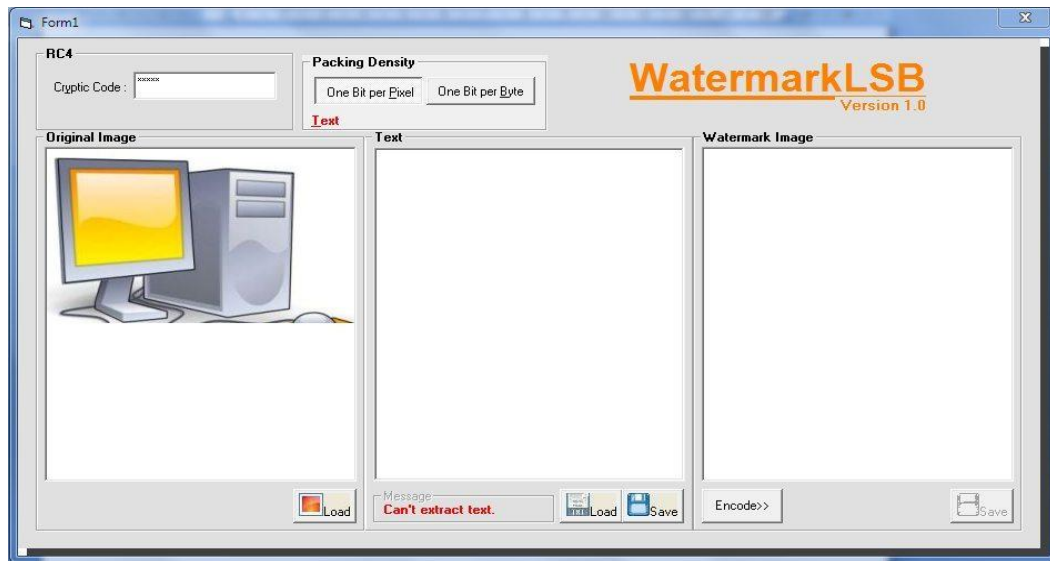 Form1
RC4
Cryptic Code :
xxxxx
Packing Density
One Bit per Pixel
One Bit per Byte
Text
WatermarkLSB
Version 1.0
Original Image
Text
Watermark Image
Load
Message
Can't extract text.
Load
Save
Encode>>
Save